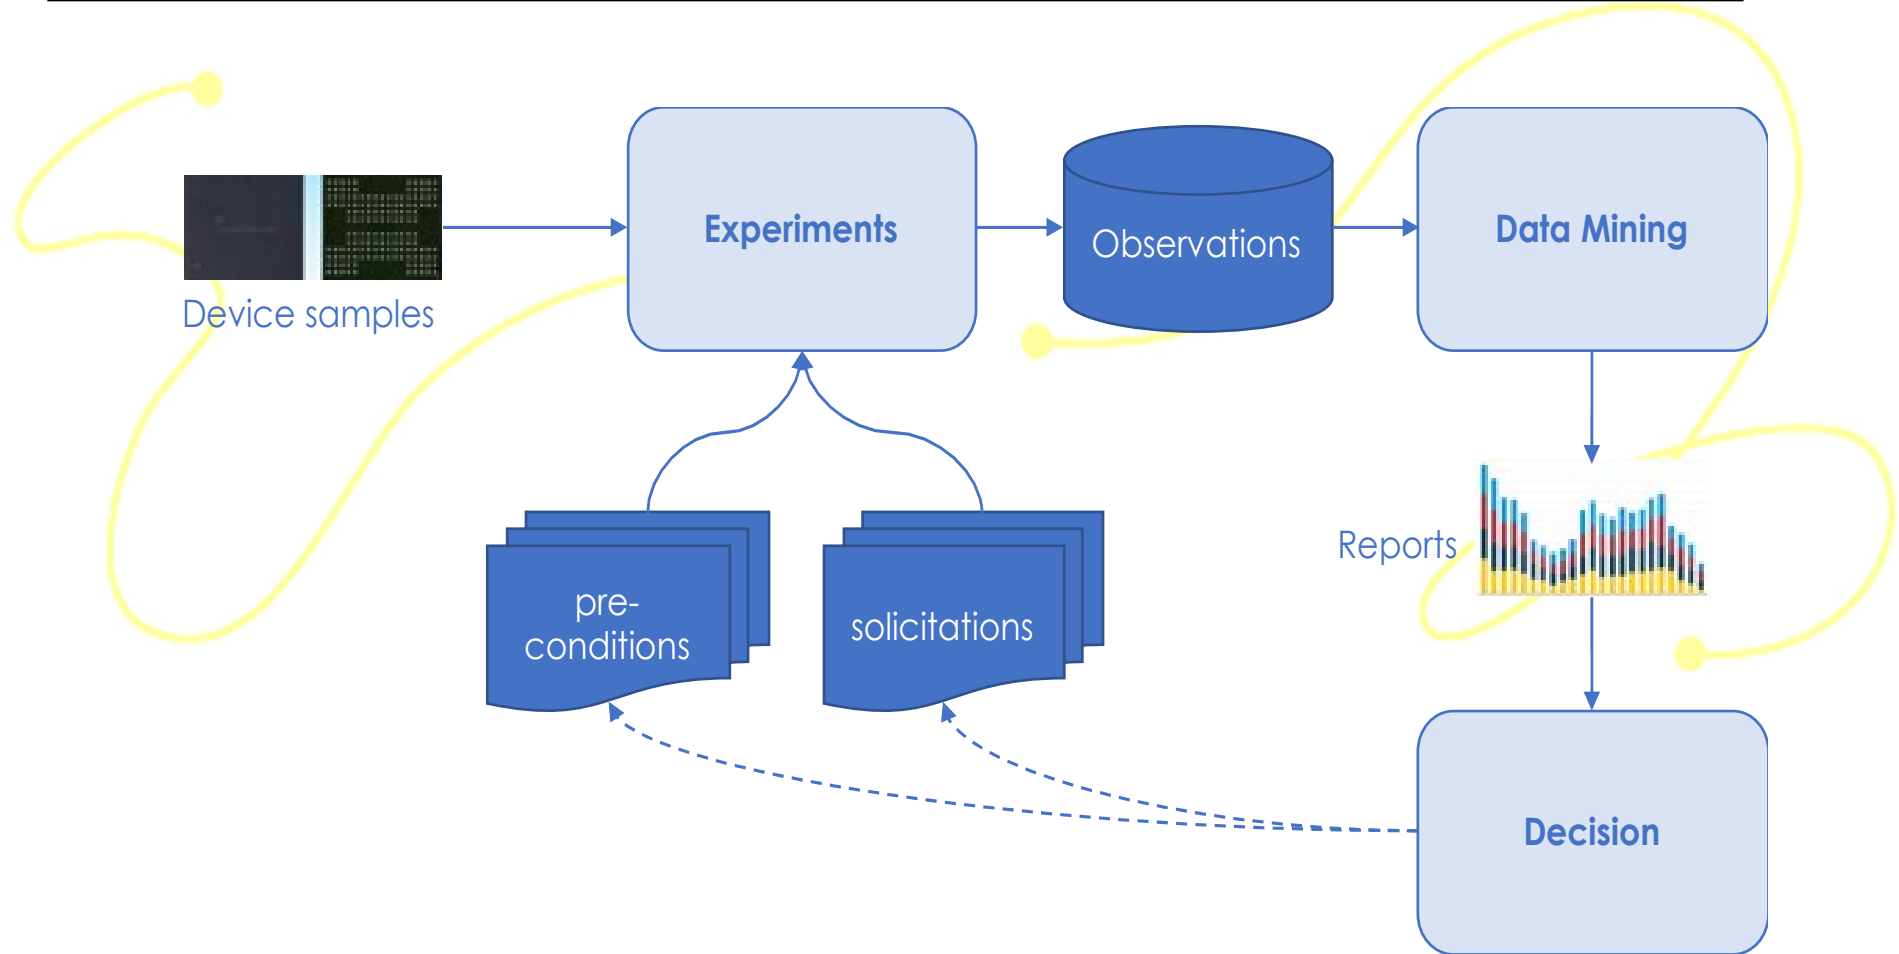 Experiments
Observations
Data Mining
Device samples
Reports
pre-
conditions
solicitations
Decision